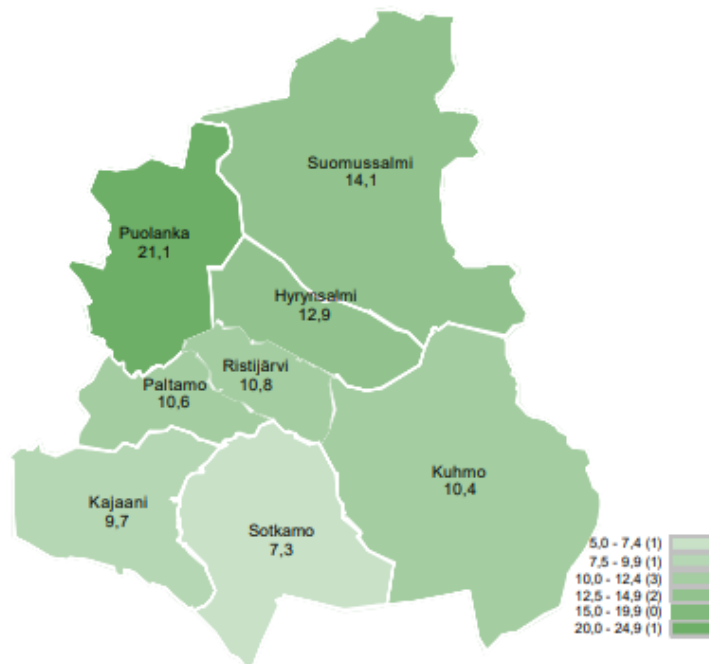 Suomussalmi
14,1
Puolanka
21,1
Hyrynsalmi
12,9
Ristijärvi
10,8
Paltamo
10,6
Kuhmo
10,4
Kajaani
9,7
Sotkamo
7,3
5,0 - 7,4 (1)
7,5 - 9,9 (1)
10,0 - 12,4 (3)
12,5 - 14,9 (2)
15,0 - 19,9 (0)
20,0 - 24,9 (1)